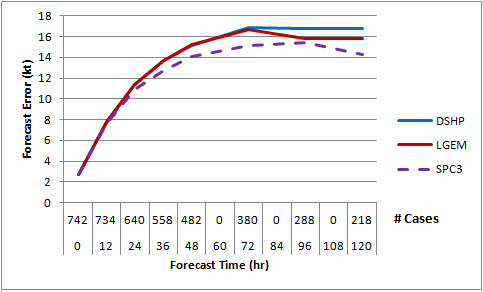 18
16
14
12
10
8
6
4
2
0
Forecast Error (kt)
DSHP
LGEM
SPC3
742 734 640 558 482 0 380 0 288 0 218 # Cases
0 12 24 36 48 60 72 84 96 108 120
Forecast Time (hr)